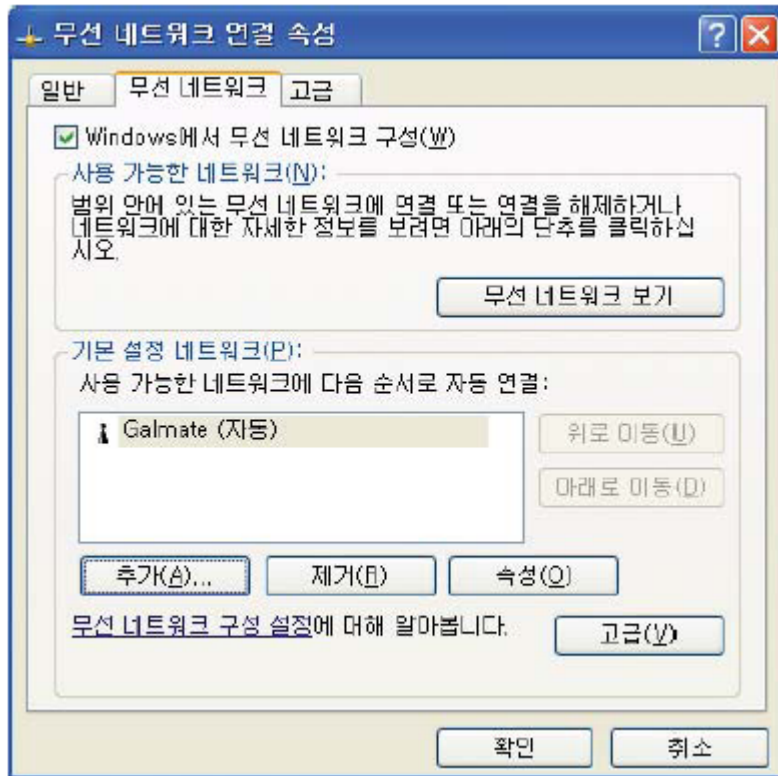 무선 네트워크 연결 속성
일반 무선 네트워크 고급
Windows에서 무선 네트워크 구성(W)
사용 가능한 네트워크(N):
범위 안에 있는 무선 네트워크에 연결 또는 연결을 해제하거나
네트워크에 대한 자세한 정보를 보려면 아래의 단추를 클릭하십
시오.
무선 네트워크 보기
기본 설정 네트워크(P):
사용 가능한 네트워크에 다음 순서로 자동 연결:
Galmate (자동)
위로 이동(U)
아래로 이동(D)
추가(A)... 제거(R) 속성(O)
무선 네트워크 구성 설정에 대해 알아봅니다.
고급(V)
확인 취소